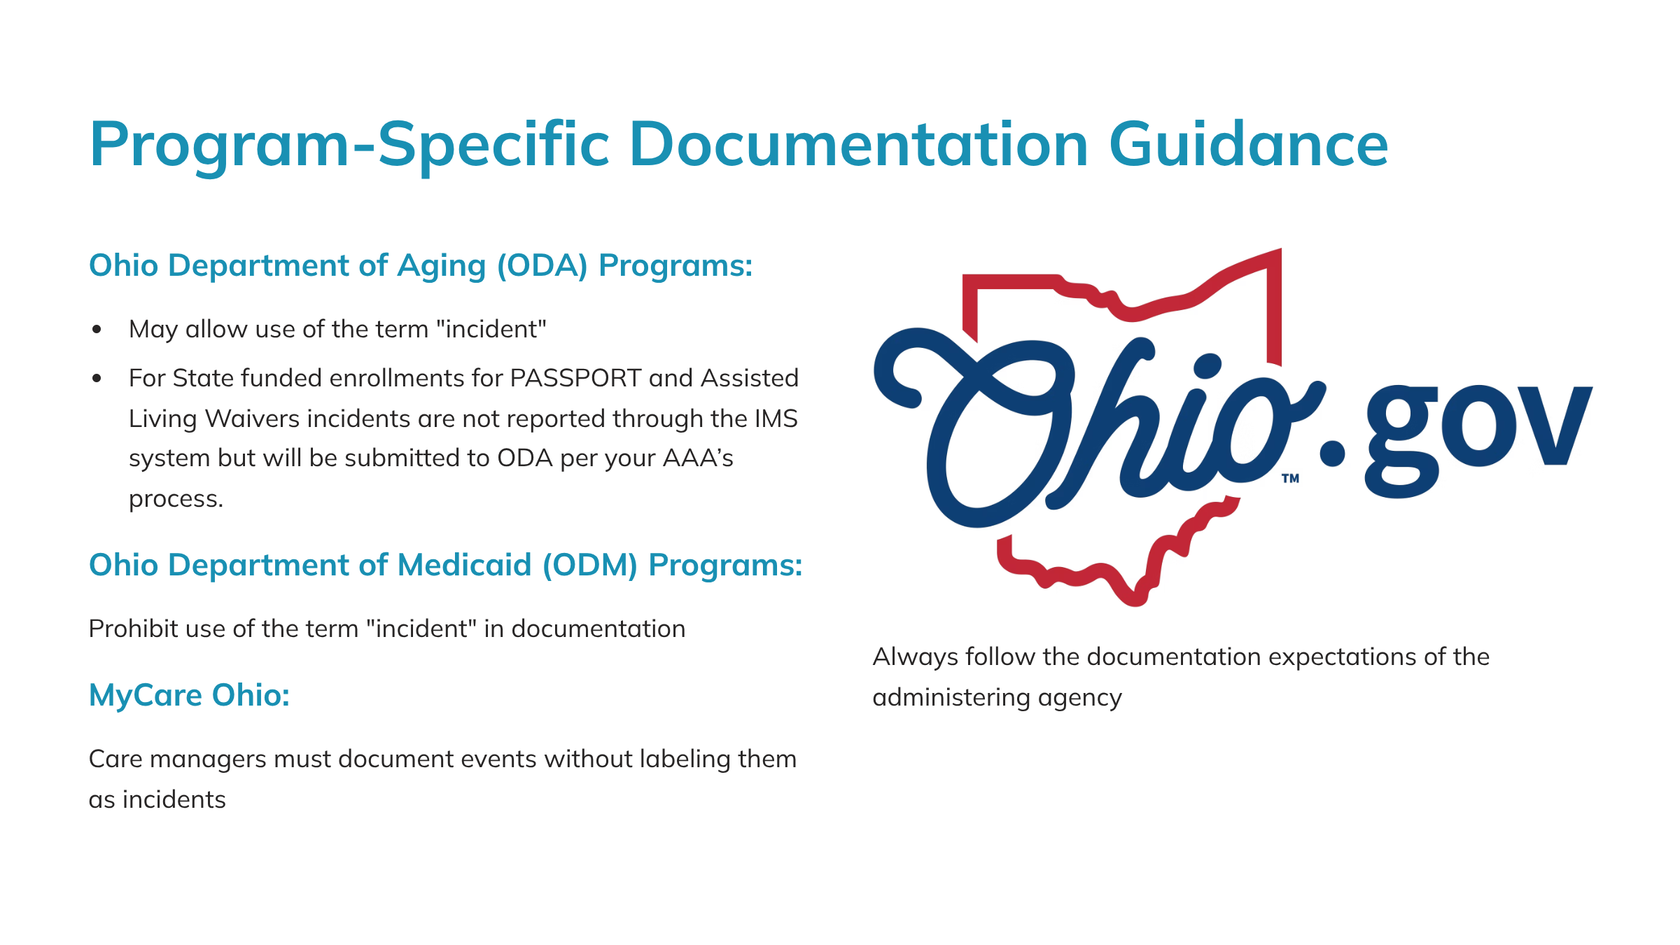 Program-Specific Documentation Guidance
Ohio Department of Aging (ODA) Programs:
• May allow use of the term "incident"
• For State funded enrollments for PASSPORT and Assisted
Living Waivers incidents are not reported through the IMS
system but will be submitted to ODA per your AAA’s
process.
Ohio Department of Medicaid (ODM) Programs:
Prohibit use of the term "incident" in documentation
MyCare Ohio:
Care managers must document events without labeling them
as incidents
Ohio.gov
TM
Always follow the documentation expectations of the
administering agency